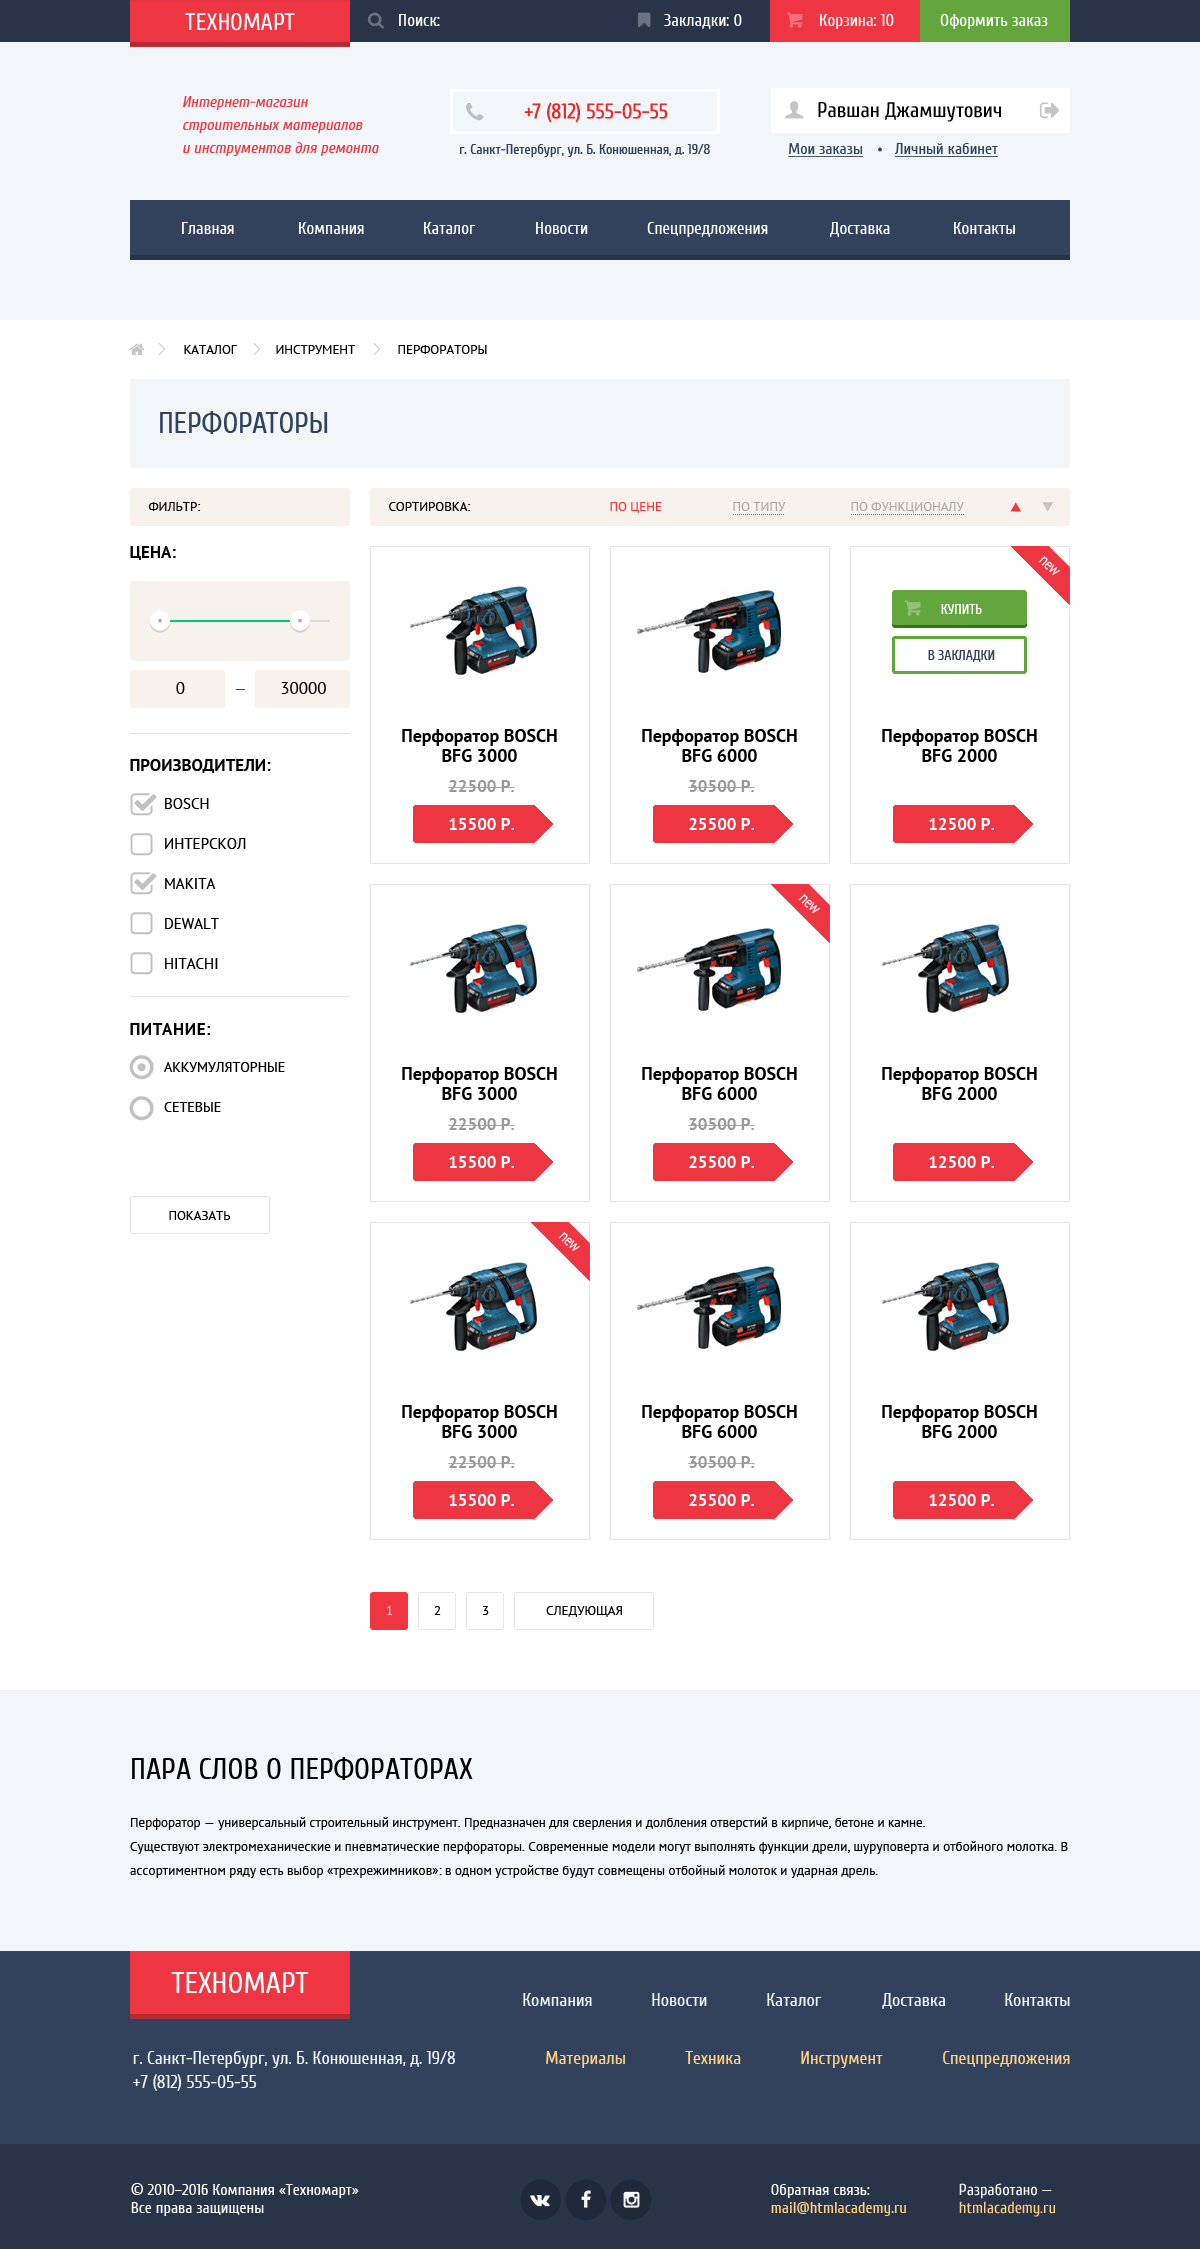 ТЕХНОМАРТ
Поиск:
Закладки: 0
Корзина: 10
Оформить заказ
Интернет-магазин
строительных материалов
и инструментов для ремонта
+7 (812) 555-05-55
г. Санкт-Петербург, ул. Б. Конюшенная, д. 19/8
Равшан Джамшутович
Мои заказы • Личный кабинет
Главная
Компания
Каталог
Новости
Спецпредложения
Доставка
Контакты
КАТАЛОГ
ИНСТРУМЕНТ
ПЕРФОРАТОРЫ
ПЕРФОРАТОРЫ
ФИЛЬТР:
ЦЕНА:
0 – 30000
ПРОИЗВОДИТЕЛИ:
BOSCH
ИНТЕРСКОЛ
MAKITA
DEWALT
HITACHI
ПИТАНИЕ:
АККУМУЛЯТОРНЫЕ
СЕТЕВЫЕ
ПОКАЗАТЬ
СОРТИРОВКА:
ПО ЦЕНЕ
ПО ТИПУ
ПО ФУНКЦИОНАЛУ
Перфоратор BOSCH
BFG 3000
22500 Р.
15500 Р.
Перфоратор BOSCH
BFG 6000
30500 Р.
25500 Р.
new
КУПИТЬ
В ЗАКЛАДКИ
Перфоратор BOSCH
BFG 2000
12500 Р.
Перфоратор BOSCH
BFG 3000
22500 Р.
15500 Р.
new
Перфоратор BOSCH
BFG 6000
30500 Р.
25500 Р.
Перфоратор BOSCH
BFG 2000
12500 Р.
new
Перфоратор BOSCH
BFG 3000
22500 Р.
15500 Р.
Перфоратор BOSCH
BFG 6000
30500 Р.
25500 Р.
Перфоратор BOSCH
BFG 2000
12500 Р.
1
2
3
СЛЕДУЮЩАЯ
ПАРА СЛОВ О ПЕРФОРАТОРАХ
Перфоратор — универсальный строительный инструмент. Предназначен для сверления и долбления отверстий в кирпиче, бетоне и камне.
Существуют электромеханические и пневматические перфораторы. Современные модели могут выполнять функции дрели, шуруповерта и отбойного молотка. В
ассортиментном ряду есть выбор «трехрежимников»: в одном устройстве будут совмещены отбойный молоток и ударная дрель.
ТЕХНОМАРТ
г. Санкт-Петербург, ул. Б. Конюшенная, д. 19/8
+7 (812) 555-05-55
Компания
Новости
Каталог
Доставка
Контакты
Материалы
Техника
Инструмент
Спецпредложения
© 2010–2016 Компания «Техномарт»
Все права защищены
Обратная связь:
mail@htmlacademy.ru
Разработано —
htmlacademy.ru